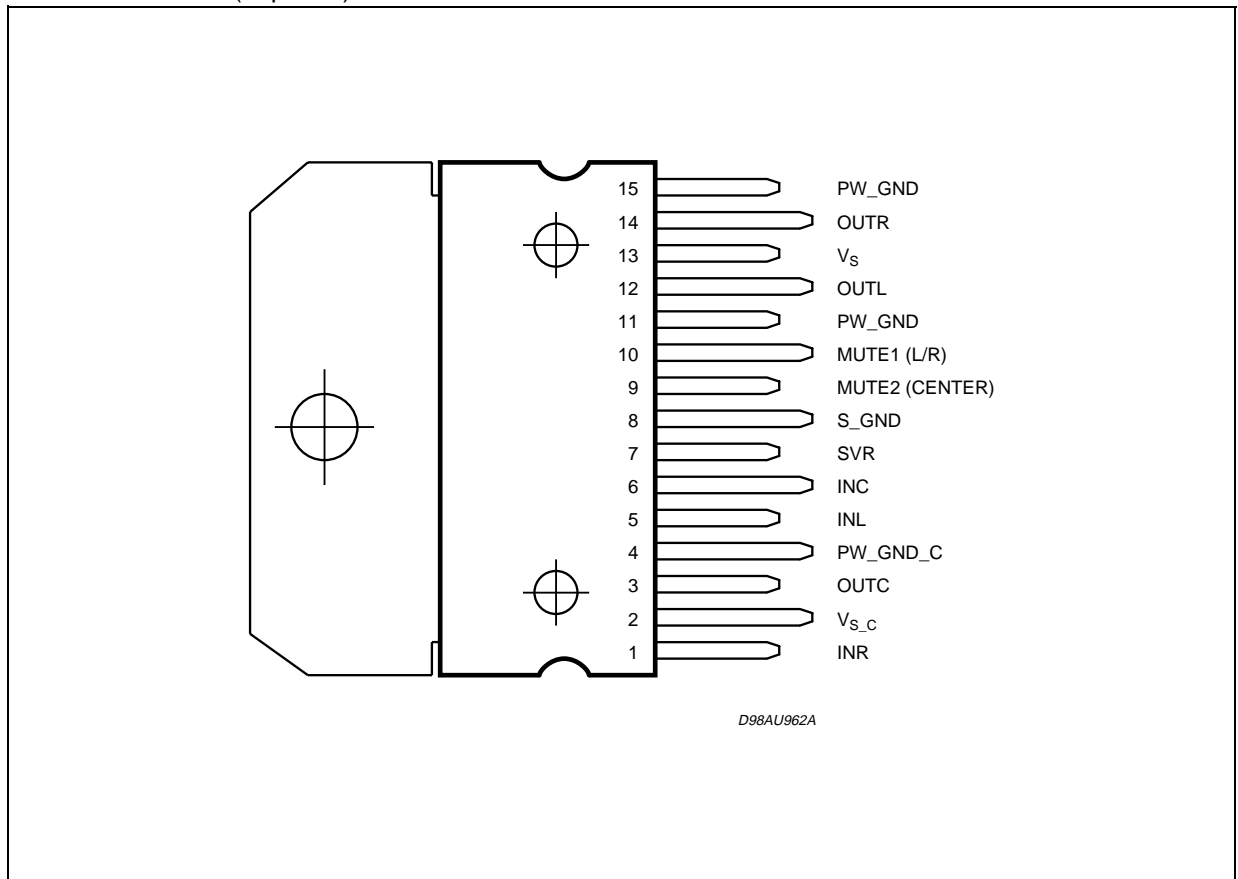 15 PW_GND
14 OUTR
13 VS
12 OUTL
11 PW_GND
10 MUTE1 (L/R)
9 MUTE2 (CENTER)
8 S_GND
7 SVR
6 INC
5 INL
4 PW_GND_C
3 OUTC
2 VS_C
1 INR
D98AU962A